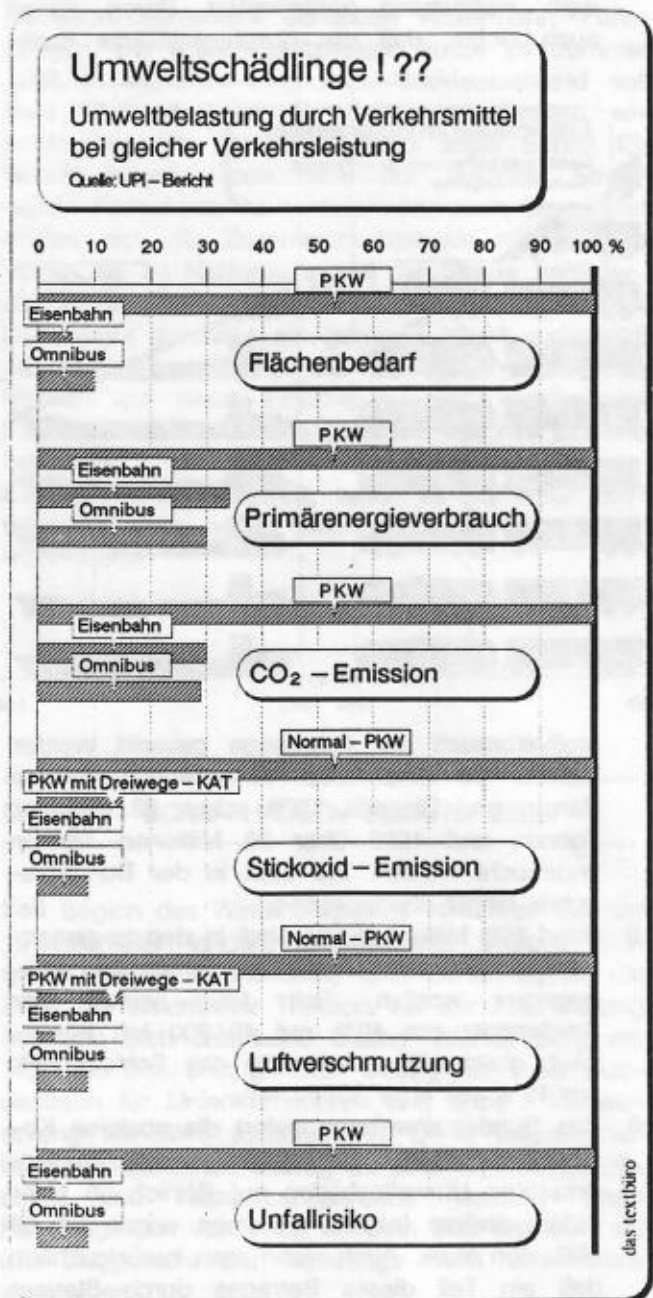 Umweltschädlinge ! ??
Umweltbelastung durch Verkehrsmittel
bei gleicher Verkehrsleistung
Quelle: UPI – Bericht
0 10 20 30 40 50 60 70 80 90 100 %
PKW
Eisenbahn
Omnibus
Flächenbedarf
PKW
Eisenbahn
Omnibus
Primärenergieverbrauch
PKW
Eisenbahn
Omnibus
CO₂ – Emission
Normal – PKW
PKW mit Dreiwege – KAT
Eisenbahn
Omnibus
Stickoxid – Emission
Normal – PKW
PKW mit Dreiwege – KAT
Eisenbahn
Omnibus
Luftverschmutzung
PKW
Eisenbahn
Omnibus
Unfallrisiko
das textbüro